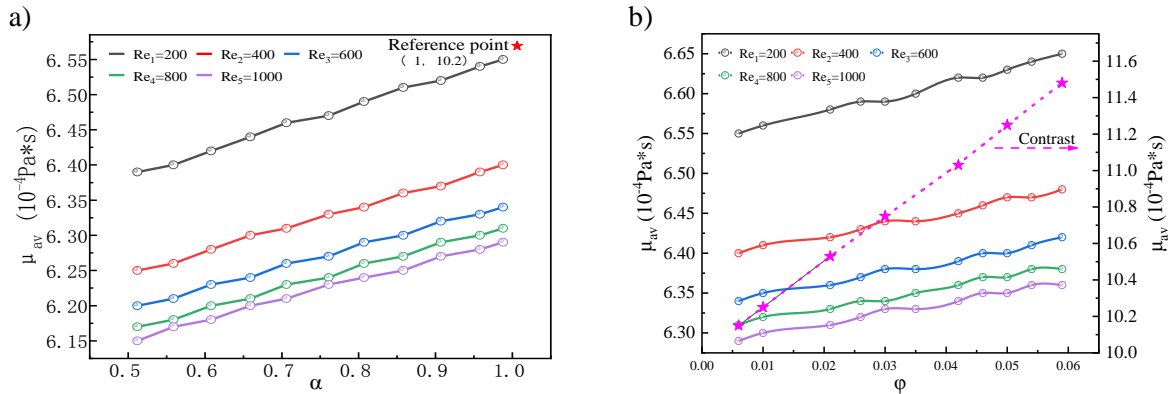 a)
Re₁=200 Re₂=400 Re₃=600
Re₄=800 Re₅=1000
Reference point
( 1, 10.2)
μ_av (10⁻⁴Pa*s)
6.55
6.50
6.45
6.40
6.35
6.30
6.25
6.20
6.15
0.5 0.6 0.7 0.8 0.9 1.0
α
b)
Re₁=200 Re₂=400 Re₃=600
Re₄=800 Re₅=1000
Contrast
μ_av (10⁻⁴Pa*s)
6.65
6.60
6.55
6.50
6.45
6.40
6.35
6.30
0.00 0.01 0.02 0.03 0.04 0.05 0.06
φ
11.6
11.4
11.2
11.0
10.8
10.6
10.4
10.2
10.0
μ_av (10⁻⁴Pa*s)